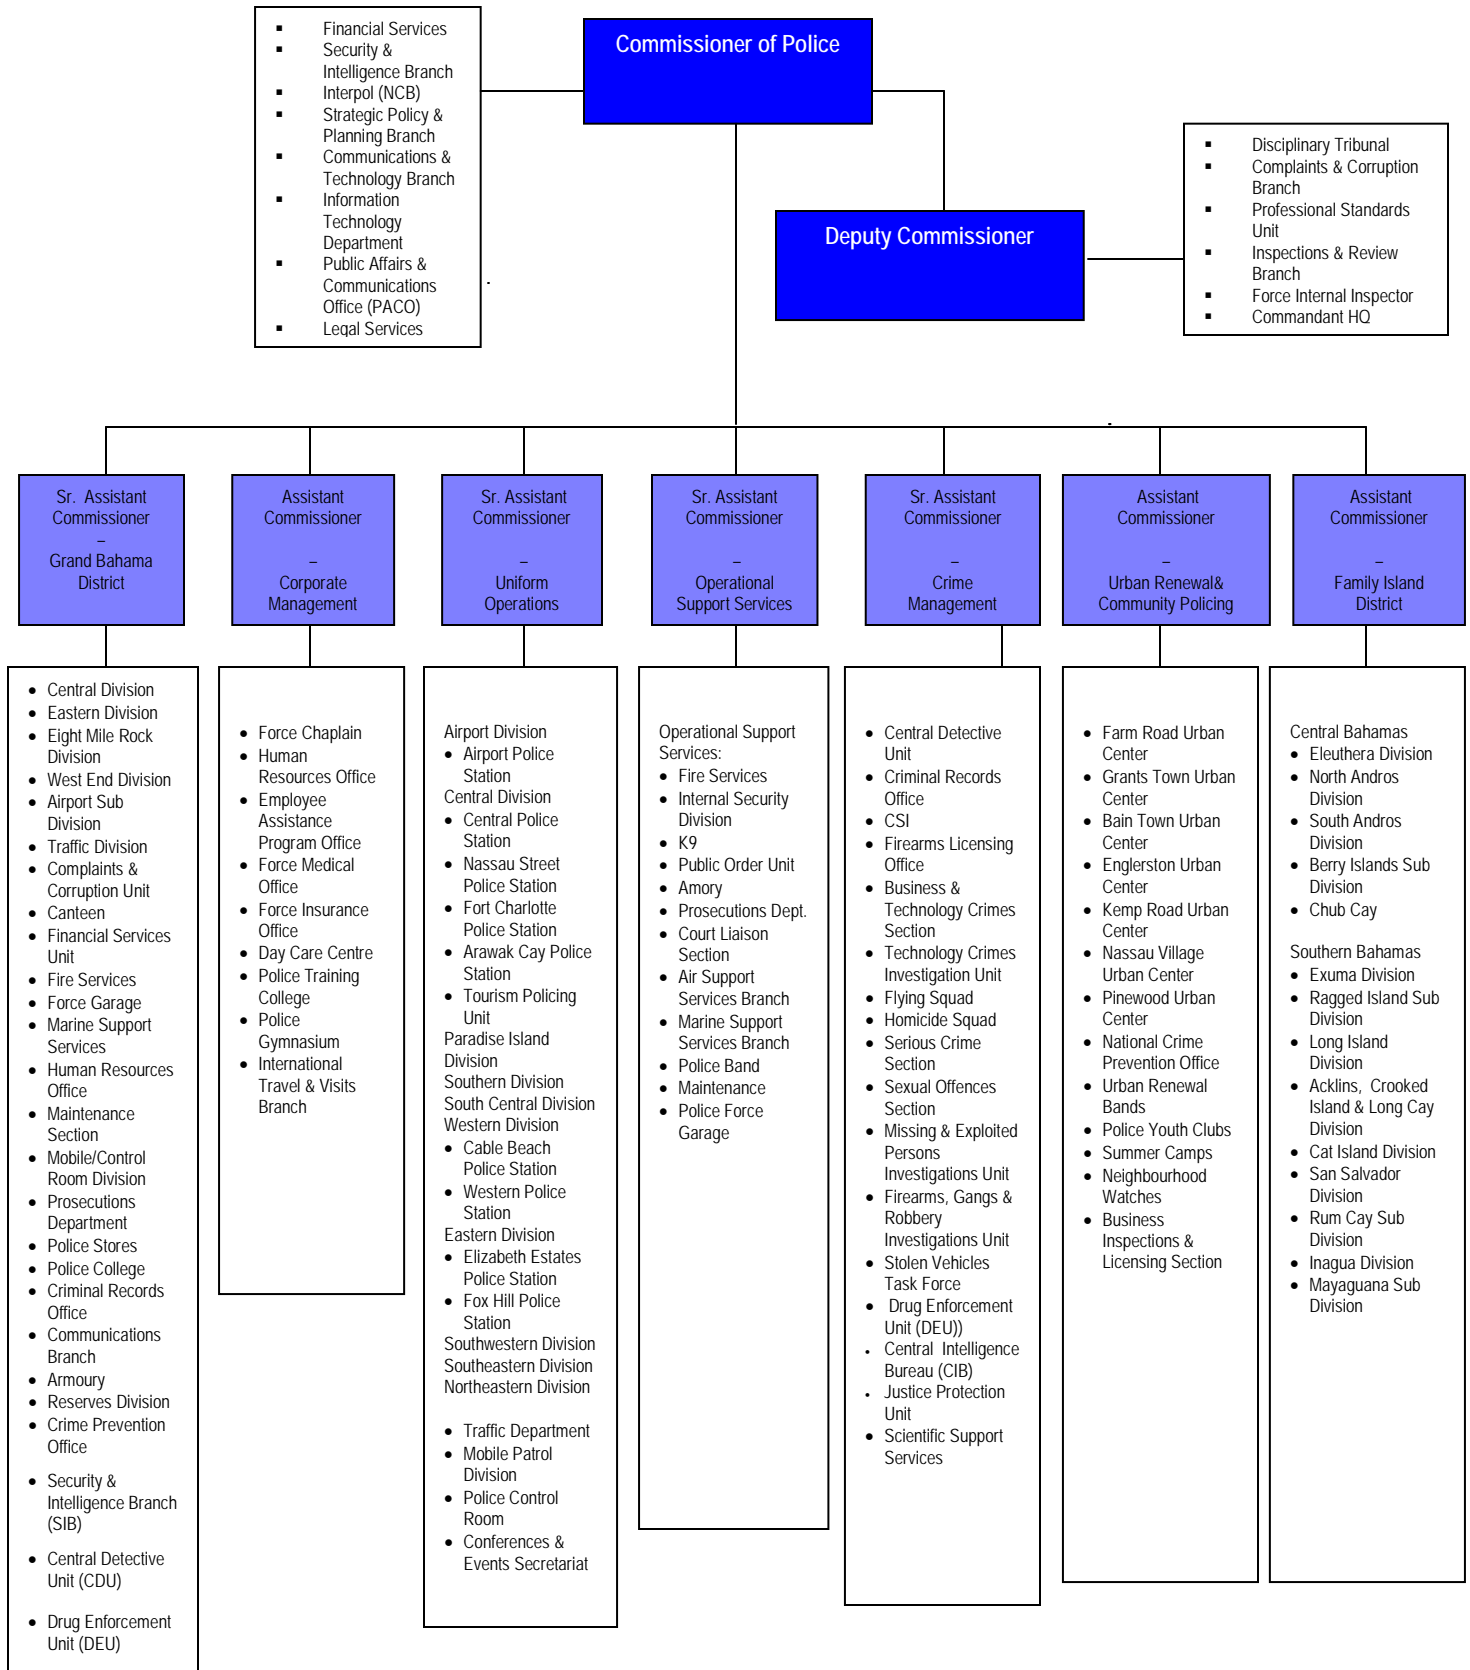 Financial Services
Security &
Intelligence Branch
Interpol (NCB)
Strategic Policy &
Planning Branch
Communications &
Technology Branch
Information
Technology
Department
Public Affairs &
Communications
Office (PACO)
Legal Services
Commissioner of Police
Deputy Commissioner
Disciplinary Tribunal
Complaints & Corruption
Branch
Professional Standards
Unit
Inspections & Review
Branch
Force Internal Inspector
Commandant HQ
Sr. Assistant
Commissioner
–
Grand Bahama
District
Assistant
Commissioner
–
Corporate
Management
Sr. Assistant
Commissioner
–
Uniform
Operations
Sr. Assistant
Commissioner
–
Operational
Support Services
Sr. Assistant
Commissioner
–
Crime
Management
Assistant
Commissioner
–
Urban Renewal&
Community Policing
Assistant
Commissioner
–
Family Island
District
Central Division
Eastern Division
Eight Mile Rock
Division
West End Division
Airport Sub
Division
Traffic Division
Complaints &
Corruption Unit
Canteen
Financial Services
Unit
Fire Services
Force Garage
Marine Support
Services
Human Resources
Office
Maintenance
Section
Mobile/Control
Room Division
Prosecutions
Department
Police Stores
Police College
Criminal Records
Office
Communications
Branch
Armoury
Reserves Division
Crime Prevention
Office
Security &
Intelligence Branch
(SIB)
Central Detective
Unit (CDU)
Drug Enforcement
Unit (DEU)
Force Chaplain
Human
Resources Office
Employee
Assistance
Program Office
Force Medical
Office
Force Insurance
Office
Day Care Centre
Police Training
College
Police
Gymnasium
International
Travel & Visits
Branch
Airport Division
Airport Police
Station
Central Division
Central Police
Station
Nassau Street
Police Station
Fort Charlotte
Police Station
Arawak Cay Police
Station
Tourism Policing
Unit
Paradise Island
Division
Southern Division
South Central Division
Western Division
Cable Beach
Police Station
Western Police
Station
Eastern Division
Elizabeth Estates
Police Station
Fox Hill Police
Station
Southwestern Division
Southeastern Division
Northeastern Division
Traffic Department
Mobile Patrol
Division
Police Control
Room
Conferences &
Events Secretariat
Operational Support
Services:
Fire Services
Internal Security
Division
K9
Public Order Unit
Amory
Prosecutions Dept.
Court Liaison
Section
Air Support
Services Branch
Marine Support
Services Branch
Police Band
Maintenance
Police Force
Garage
Central Detective
Unit
Criminal Records
Office
CSI
Firearms Licensing
Office
Business &
Technology Crimes
Section
Technology Crimes
Investigation Unit
Flying Squad
Homicide Squad
Serious Crime
Section
Sexual Offences
Section
Missing & Exploited
Persons
Investigations Unit
Firearms, Gangs &
Robbery
Investigations Unit
Stolen Vehicles
Task Force
Drug Enforcement
Unit (DEU))
Central Intelligence
Bureau (CIB)
Justice Protection
Unit
Scientific Support
Services
Farm Road Urban
Center
Grants Town Urban
Center
Bain Town Urban
Center
Englerston Urban
Center
Kemp Road Urban
Center
Nassau Village
Urban Center
Pinewood Urban
Center
National Crime
Prevention Office
Urban Renewal
Bands
Police Youth Clubs
Summer Camps
Neighbourhood
Watches
Business
Inspections &
Licensing Section
Central Bahamas
Eleuthera Division
North Andros
Division
South Andros
Division
Berry Islands Sub
Division
Chub Cay
Southern Bahamas
Exuma Division
Ragged Island Sub
Division
Long Island
Division
Acklins, Crooked
Island & Long Cay
Division
Cat Island Division
San Salvador
Division
Rum Cay Sub
Division
Inagua Division
Mayaguana Sub
Division